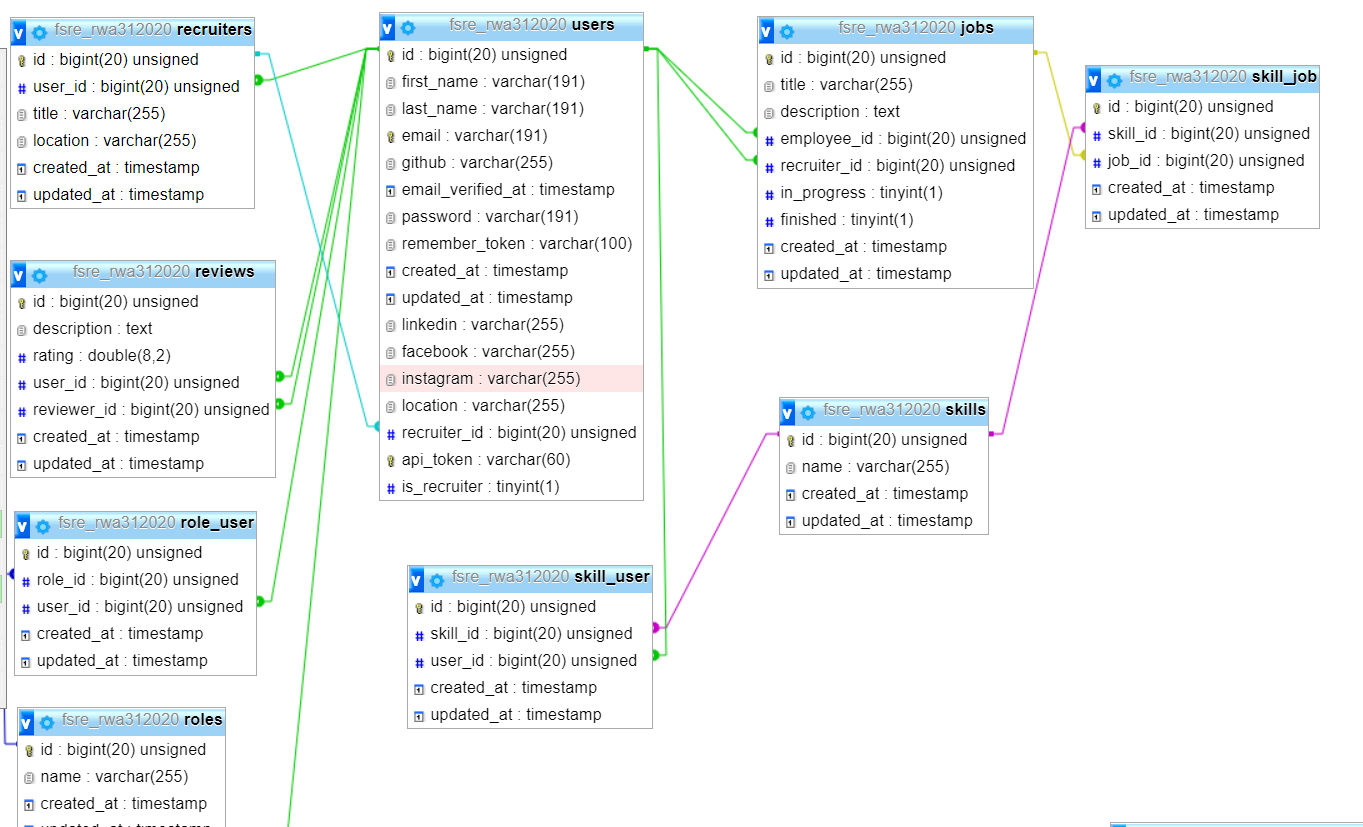 fsre_rwa312020 recruiters
id : bigint(20) unsigned
user_id : bigint(20) unsigned
title : varchar(255)
location : varchar(255)
created_at : timestamp
updated_at : timestamp
fsre_rwa312020 reviews
id : bigint(20) unsigned
description : text
rating : double(8,2)
user_id : bigint(20) unsigned
reviewer_id : bigint(20) unsigned
created_at : timestamp
updated_at : timestamp
fsre_rwa312020 role_user
id : bigint(20) unsigned
role_id : bigint(20) unsigned
user_id : bigint(20) unsigned
created_at : timestamp
updated_at : timestamp
fsre_rwa312020 roles
id : bigint(20) unsigned
name : varchar(255)
created_at : timestamp
updated_at : timestamp
fsre_rwa312020 users
id : bigint(20) unsigned
first_name : varchar(191)
last_name : varchar(191)
email : varchar(191)
github : varchar(255)
email_verified_at : timestamp
password : varchar(191)
remember_token : varchar(100)
created_at : timestamp
updated_at : timestamp
linkedin : varchar(255)
facebook : varchar(255)
instagram : varchar(255)
location : varchar(255)
recruiter_id : bigint(20) unsigned
api_token : varchar(60)
is_recruiter : tinyint(1)
fsre_rwa312020 skill_user
id : bigint(20) unsigned
skill_id : bigint(20) unsigned
user_id : bigint(20) unsigned
created_at : timestamp
updated_at : timestamp
fsre_rwa312020 jobs
id : bigint(20) unsigned
title : varchar(255)
description : text
employee_id : bigint(20) unsigned
recruiter_id : bigint(20) unsigned
in_progress : tinyint(1)
finished : tinyint(1)
created_at : timestamp
updated_at : timestamp
fsre_rwa312020 skills
id : bigint(20) unsigned
name : varchar(255)
created_at : timestamp
updated_at : timestamp
fsre_rwa312020 skill_job
id : bigint(20) unsigned
skill_id : bigint(20) unsigned
job_id : bigint(20) unsigned
created_at : timestamp
updated_at : timestamp